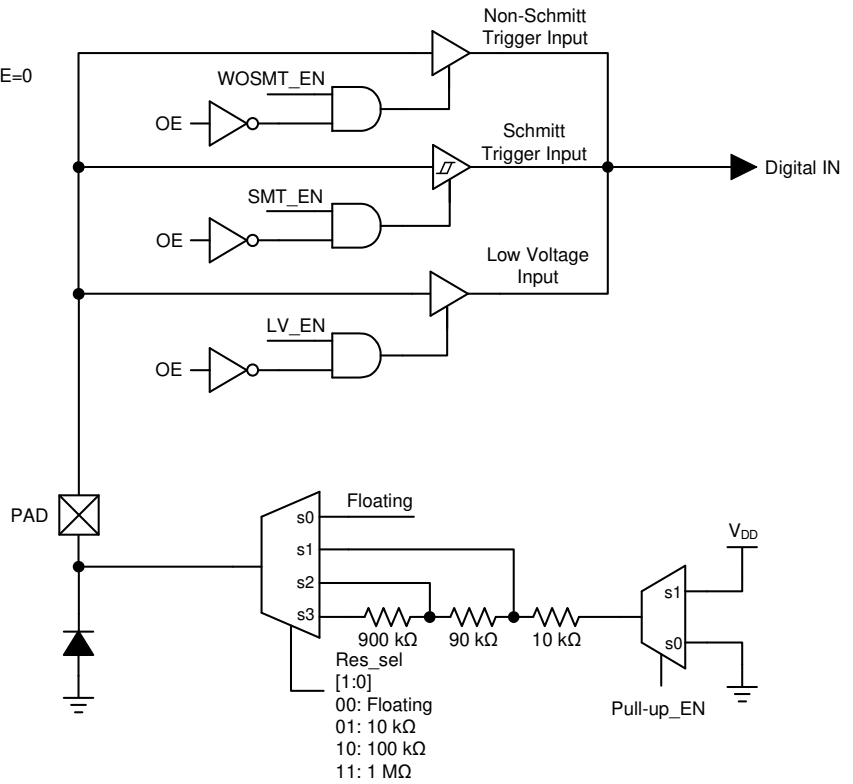 Non-Schmitt
Trigger Input
E=0
WOSMT_EN
OE
Schmitt
Trigger Input
Digital IN
SMT_EN
OE
Low Voltage
Input
LV_EN
OE
PAD
Floating
s0
s1
s2
s3
900 kΩ
90 kΩ
10 kΩ
VDD
s1
s0
Pull-up_EN
Res_sel
[1:0]
00: Floating
01: 10 kΩ
10: 100 kΩ
11: 1 MΩ